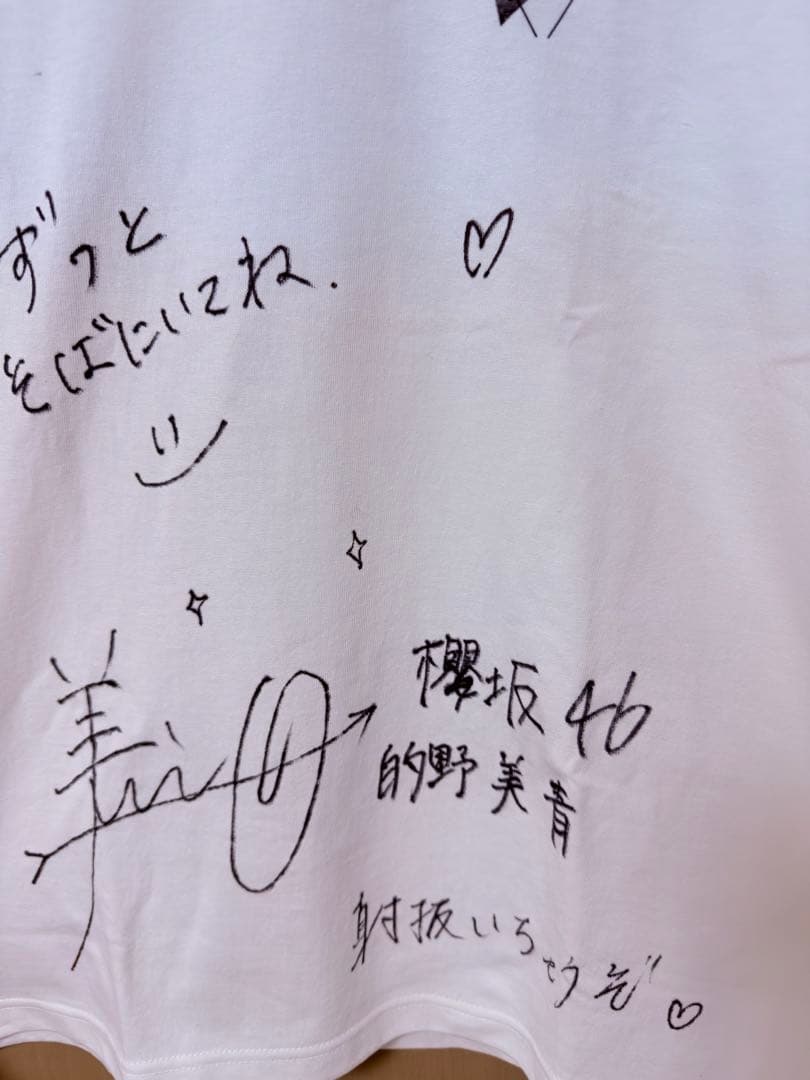 ずっと
そばにいてね.
櫻坂46
的野美青
射抜いちゃうぞ♡